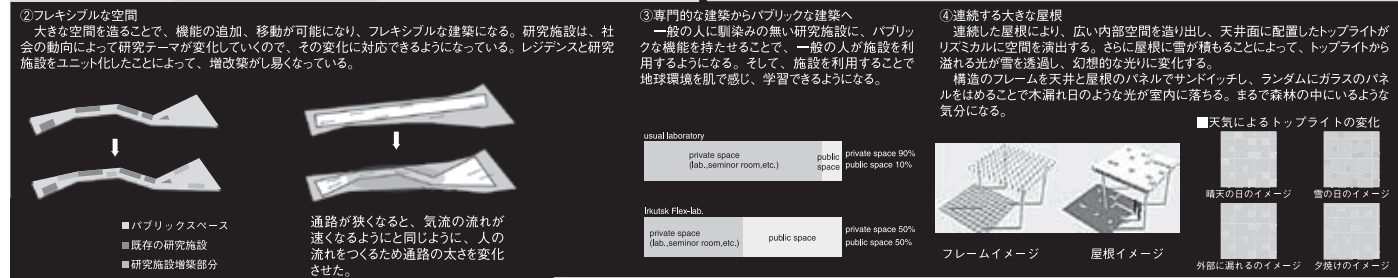 ②フレキシブルな空間
　大きな空間を造ることで、機能の追加、移動が可能になり、フレキシブルな建築になる。研究施設は、社
会の動向によって研究テーマが変化していくので、その変化に対応できるようになっている。レジデンスと研究
施設をユニット化したことによって、増改築がし易くなっている。
■パブリックスペース
■既存の研究施設
■研究施設増築部分
通路が狭くなると、気流の流れが
速くなるようにと同じように、人の
流れをつくるため通路の太さを変化
させた。
③専門的な建築からパブリックな建築へ
　一般の人に馴染みの無い研究施設に、パブリッ
クな機能を持たせることで、一般の人が施設を利
用するようになる。そして、施設を利用することで
地球環境を肌で感じ、学習できるようになる。
usual laboratory
private space
(lab.,seminor room,etc.)
public
space
private space 90%
public space 10%
Irkutsk Flex-lab.
private space
(lab.,seminor room,etc.)
public space
private space 50%
public space 50%
④連続する大きな屋根
　連続した屋根により、広い内部空間を造り出し、天井面に配置したトップライトが
リズミカルに空間を演出する。さらに屋根に雪が積もることによって、トップライトから
溢れる光が雪を透過し、幻想的な光りに変化する。
　構造のフレームを天井と屋根のパネルでサンドイッチし、ランダムにガラスのパネ
ルをはめることで木漏れ日のような光が室内に落ちる。まるで森林の中にいるような
気分になる。
フレームイメージ
屋根イメージ
■天気によるトップライトの変化
晴天の日のイメージ
雪の日のイメージ
外部に漏れるのイメージ
夕焼けのイメージ